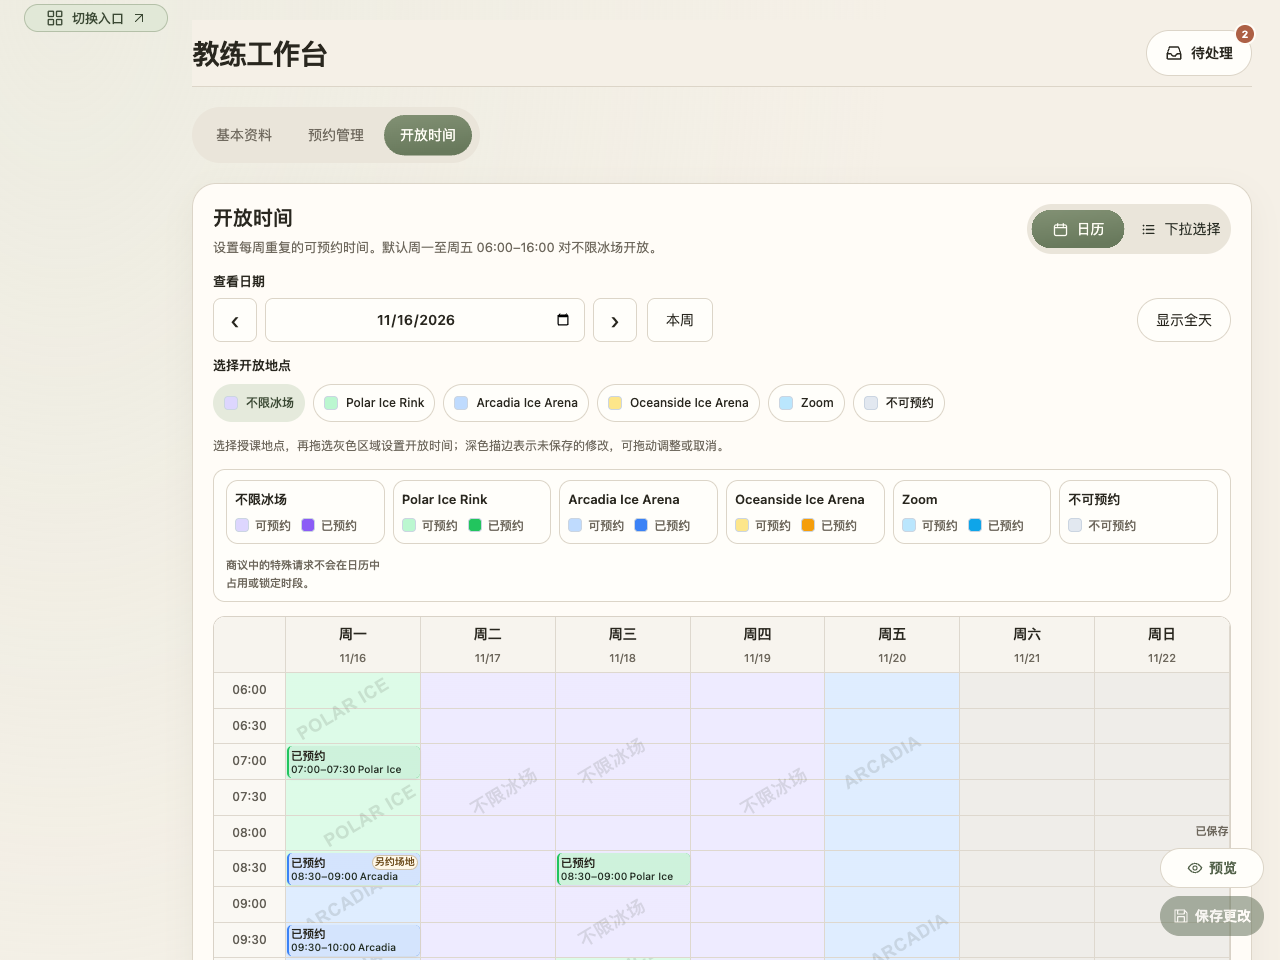 切换入口
教练工作台
待处理
2
基本资料
预约管理
开放时间
开放时间
设置每周重复的可预约时间。默认周一至周五 06:00–16:00 对不限冰场开放。
日历
下拉选择
查看日期
11/16/2026
本周
显示全天
选择开放地点
不限冰场
Polar Ice Rink
Arcadia Ice Arena
Oceanside Ice Arena
Zoom
不可预约
选择授课地点，再拖选灰色区域设置开放时间；深色描边表示未保存的修改，可拖动调整或取消。
不限冰场
可预约
已预约
Polar Ice Rink
可预约
已预约
Arcadia Ice Arena
可预约
已预约
Oceanside Ice Arena
可预约
已预约
Zoom
可预约
已预约
不可预约
不可预约
商议中的特殊请求不会在日历中
占用或锁定时段。
周一
11/16
周二
11/17
周三
11/18
周四
11/19
周五
11/20
周六
11/21
周日
11/22
06:00
POLAR ICE
06:30
07:00
已预约
07:00–07:30 Polar Ice
不限冰场
不限冰场
不限冰场
ARCADIA
07:30
POLAR ICE
08:00
已保存
08:30
已预约
另约场地
08:30–09:00 Arcadia
已预约
08:30–09:00 Polar Ice
预览
09:00
ARCADIA
不限冰场
ARCADIA
保存更改
09:30
已预约
09:30–10:00 Arcadia